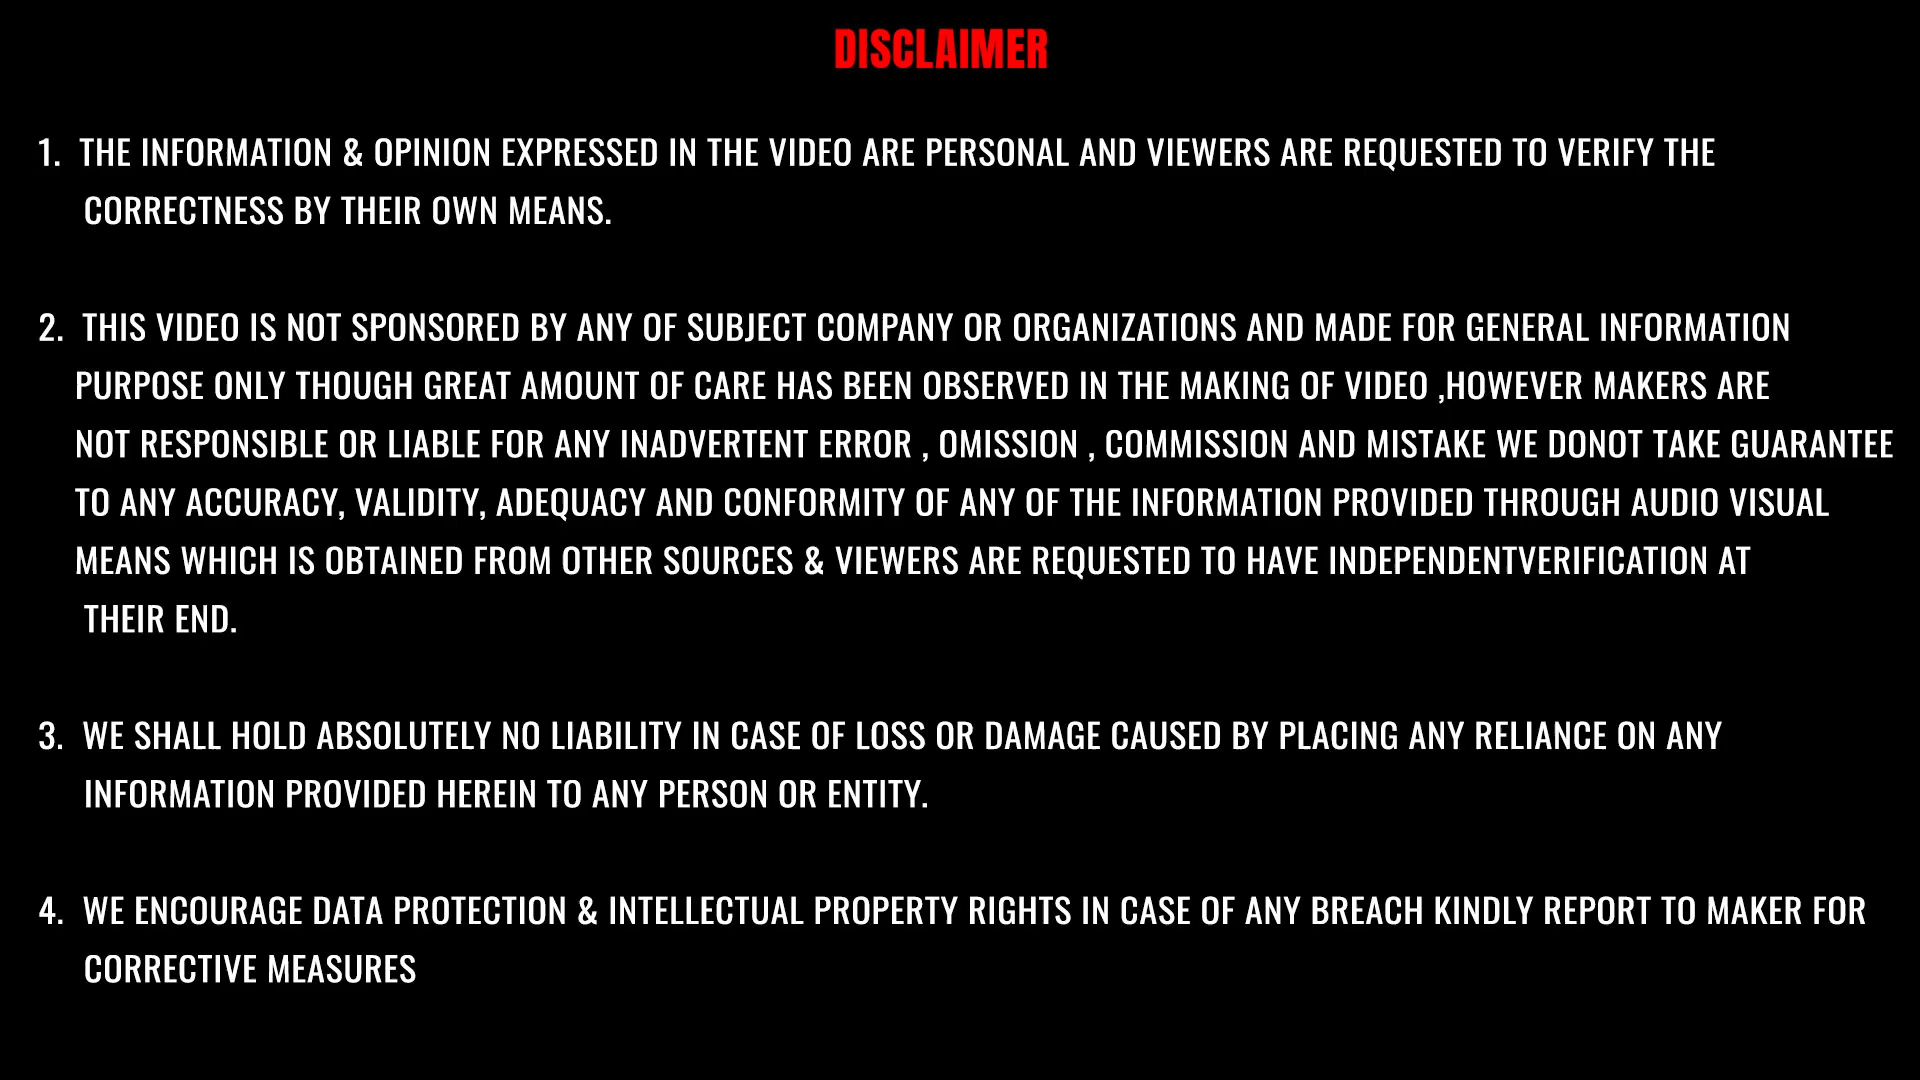 DISCLAIMER
1. THE INFORMATION & OPINION EXPRESSED IN THE VIDEO ARE PERSONAL AND VIEWERS ARE REQUESTED TO VERIFY THE
CORRECTNESS BY THEIR OWN MEANS.
2. THIS VIDEO IS NOT SPONSORED BY ANY OF SUBJECT COMPANY OR ORGANIZATIONS AND MADE FOR GENERAL INFORMATION
PURPOSE ONLY THOUGH GREAT AMOUNT OF CARE HAS BEEN OBSERVED IN THE MAKING OF VIDEO ,HOWEVER MAKERS ARE
NOT RESPONSIBLE OR LIABLE FOR ANY INADVERTENT ERROR , OMISSION , COMMISSION AND MISTAKE WE DONOT TAKE GUARANTEE
TO ANY ACCURACY, VALIDITY, ADEQUACY AND CONFORMITY OF ANY OF THE INFORMATION PROVIDED THROUGH AUDIO VISUAL
MEANS WHICH IS OBTAINED FROM OTHER SOURCES & VIEWERS ARE REQUESTED TO HAVE INDEPENDENTVERIFICATION AT
THEIR END.
3. WE SHALL HOLD ABSOLUTELY NO LIABILITY IN CASE OF LOSS OR DAMAGE CAUSED BY PLACING ANY RELIANCE ON ANY
INFORMATION PROVIDED HEREIN TO ANY PERSON OR ENTITY.
4. WE ENCOURAGE DATA PROTECTION & INTELLECTUAL PROPERTY RIGHTS IN CASE OF ANY BREACH KINDLY REPORT TO MAKER FOR
CORRECTIVE MEASURES